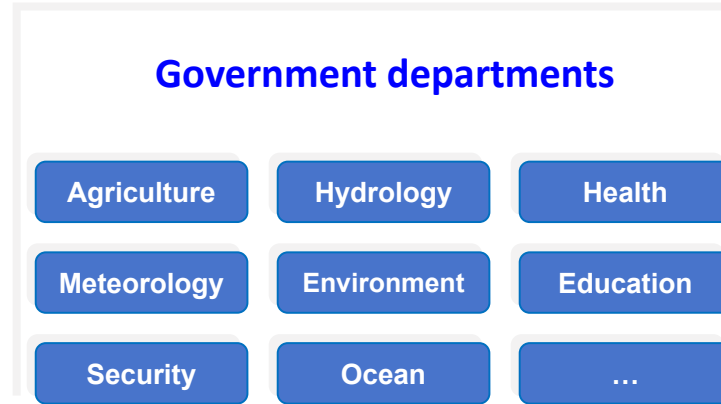 Government departments
Agriculture
Hydrology
Health
Meteorology
Environment
Education
Security
Ocean
...